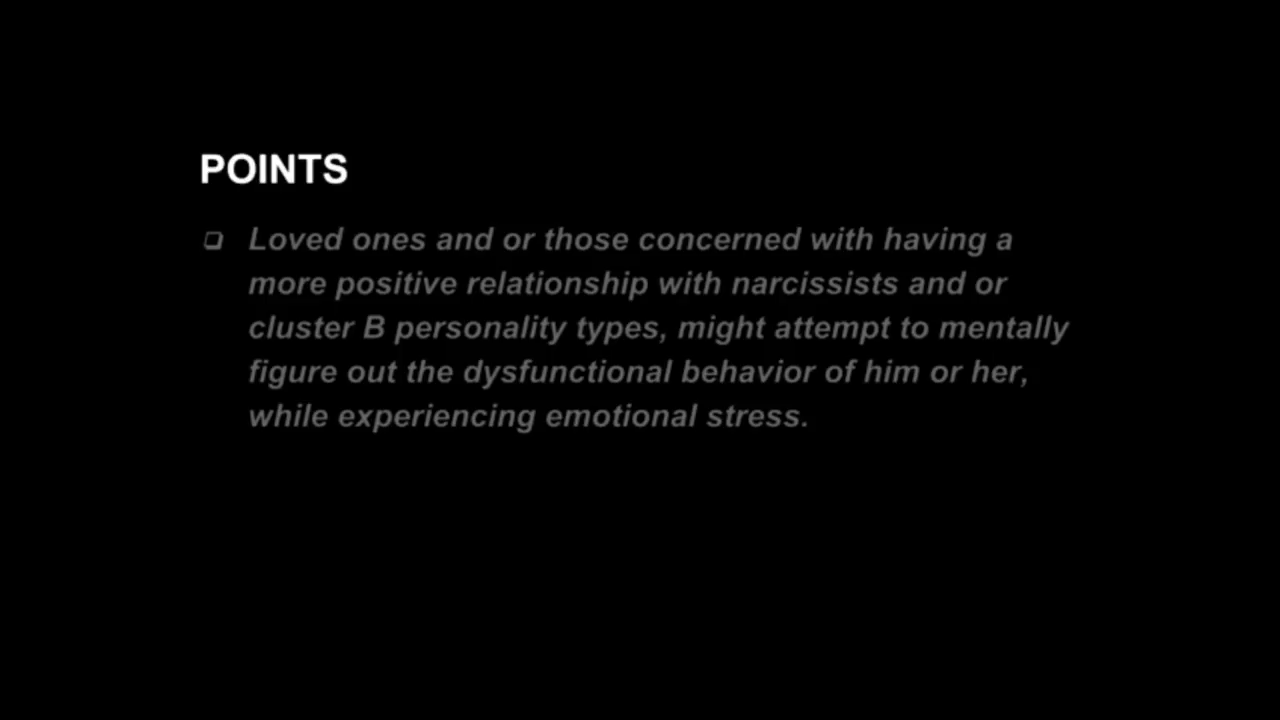 POINTS
❏ Loved ones and or those concerned with having a
more positive relationship with narcissists and or
cluster B personality types, might attempt to mentally
figure out the dysfunctional behavior of him or her,
while experiencing emotional stress.